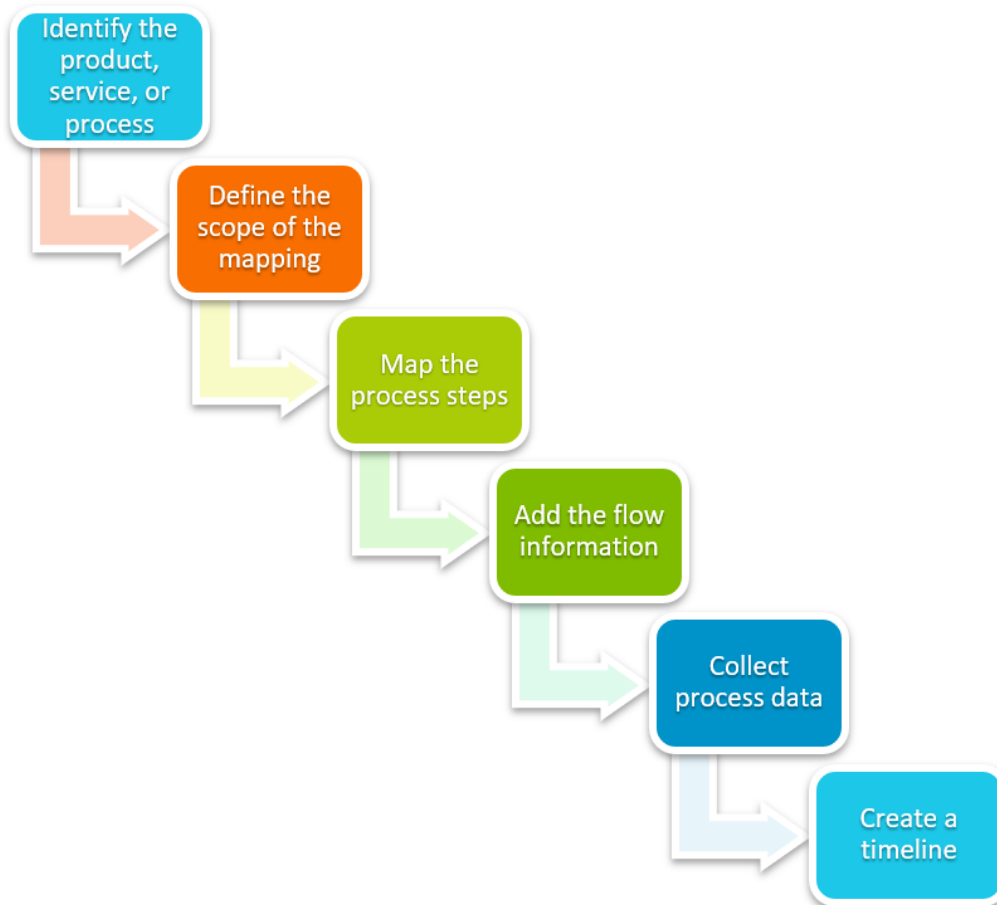 Identify the
product,
service, or
process
Define the
scope of the
mapping
Map the
process steps
Add the flow
information
Collect
process data
Create a
timeline